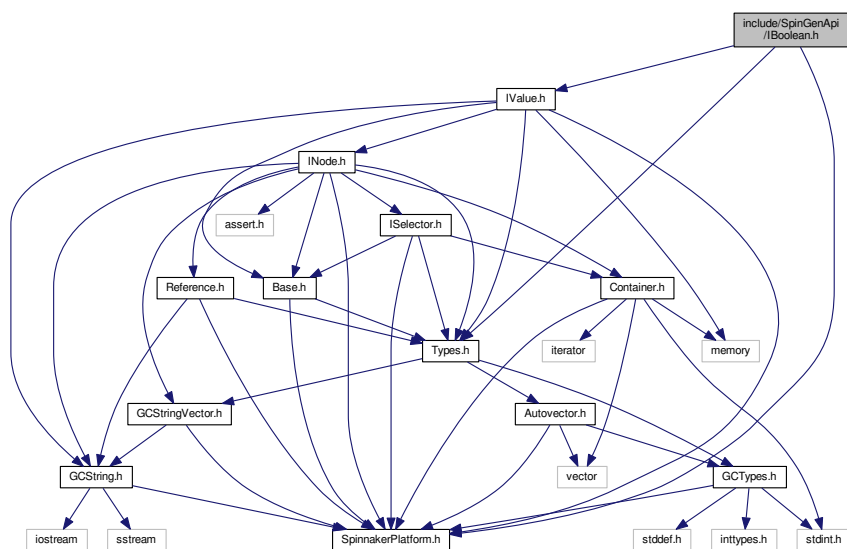 include/SpinGenApi
/IBoolean.h
IValue.h
INode.h
assert.h
ISelector.h
Reference.h
Base.h
Container.h
Types.h
iterator
memory
GCStringVector.h
Autovector.h
GCString.h
vector
GCTypes.h
iostream
sstream
SpinnakerPlatform.h
stddef.h
inttypes.h
stdint.h